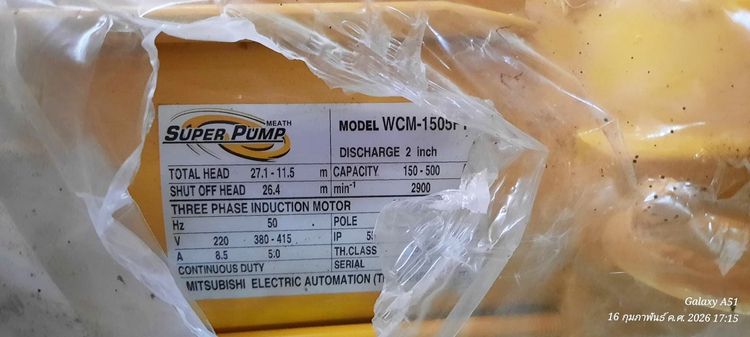 MEATH
SUPER PUMP
MODEL WCM-1505FT
DISCHARGE 2 inch
TOTAL HEAD 27.1 - 11.5 m CAPACITY 150 - 500
SHUT OFF HEAD 26.4 m min⁻¹ 2900
THREE PHASE INDUCTION MOTOR
Hz 50 POLE
V 220 380 - 415 IP
A 8.5 5.0 TH.CLASS
CONTINUOUS DUTY SERIAL
MITSUBISHI ELECTRIC AUTOMATION (T
Galaxy A51
16 กุมภาพันธ์ ค.ศ. 2026 17:15